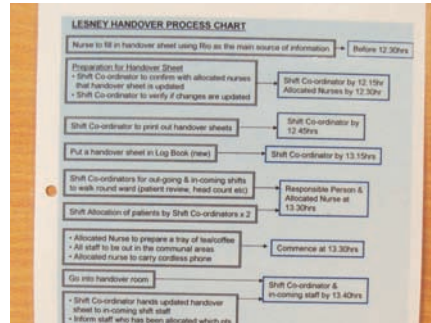 LESNEY HANDOVER PROCESS CHART
Nurse to fill in handover sheet using Rio as the main source of information
Before 12.30hrs
Preparation for Handover Sheet
• Shift Co-ordinator to confirm with allocated nurses
that handover sheet is updated
• Shift Co-ordinator to verify if changes are updated
Shift Co-ordinator by 12.15hr
Allocated Nurses by 12.30hr
Shift Co-ordinator to print out handover sheets
Shift Co-ordinator by
12.45hrs
Put a handover sheet in Log Book (new)
Shift Co-ordinator by 13.15hrs
Shift Co-ordinators for out-going & in-coming shifts
to walk round ward (patient review, head count etc)
Shift Allocation of patients by Shift Co-ordinators x 2
Responsible Person &
Allocated Nurse at
13.30hrs
• Allocated Nurse to prepare a tray of tea/coffee
• All staff to be out in the communal areas
• Allocated nurse to carry cordless phone
Commence at 13.30hrs
Go into handover room
Shift Co-ordinator &
in-coming staff by 13.40hrs
• Shift Co-ordinator hands updated handover
sheet to in-coming shift staff
• Inform staff who has been allocated which pts